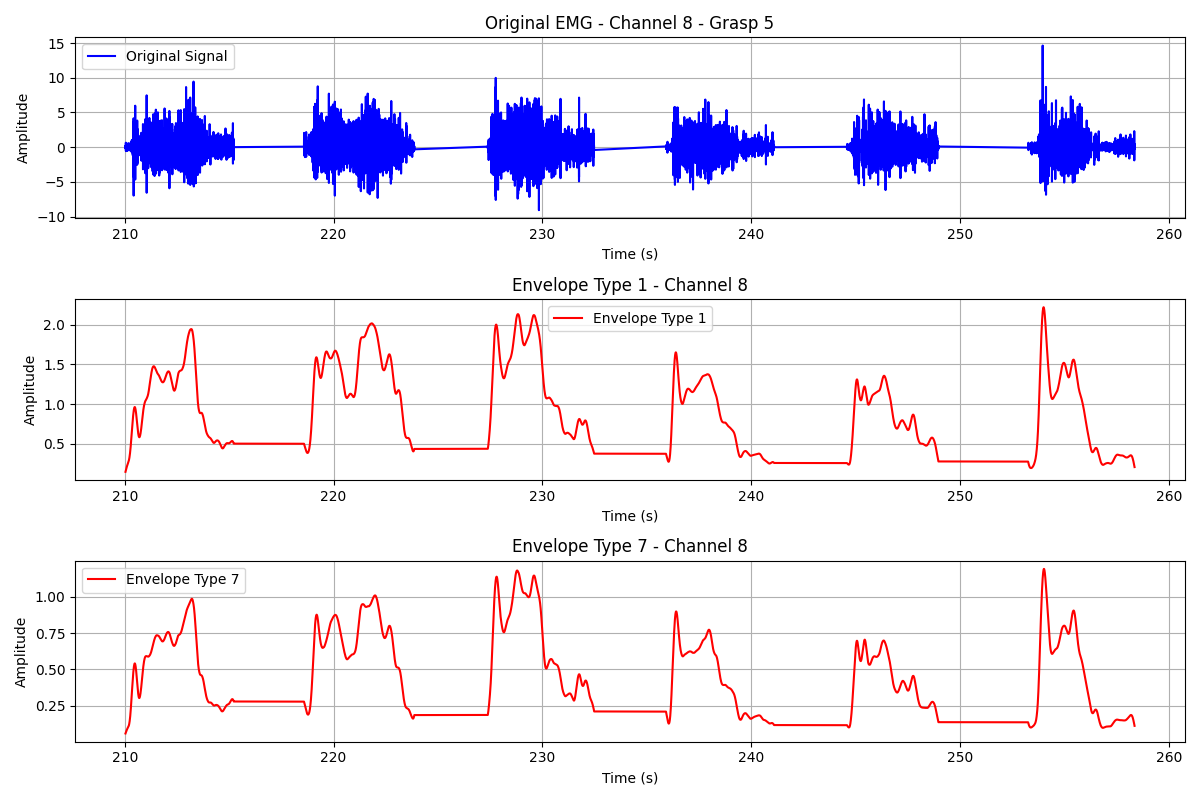 Original EMG - Channel 8 - Grasp 5
Original Signal
Amplitude
15
10
5
0
−5
−10
210 220 230 240 250 260
Time (s)
Envelope Type 1 - Channel 8
Envelope Type 1
Amplitude
2.0
1.5
1.0
0.5
210 220 230 240 250 260
Time (s)
Envelope Type 7 - Channel 8
Envelope Type 7
Amplitude
1.00
0.75
0.50
0.25
210 220 230 240 250 260
Time (s)